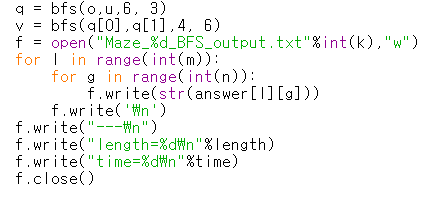 q = bfs(o,u,6, 3)
v = bfs(q[0],q[1],4, 6)
f = open("Maze_%d_BFS_output.txt"%int(k),"w")
for l in range(int(m)):
    for g in range(int(n)):
        f.write(str(answer[l][g]))
    f.write('₩n')
f.write("---₩n")
f.write("length=%d₩n"%length)
f.write("time=%d₩n"%time)
f.close()